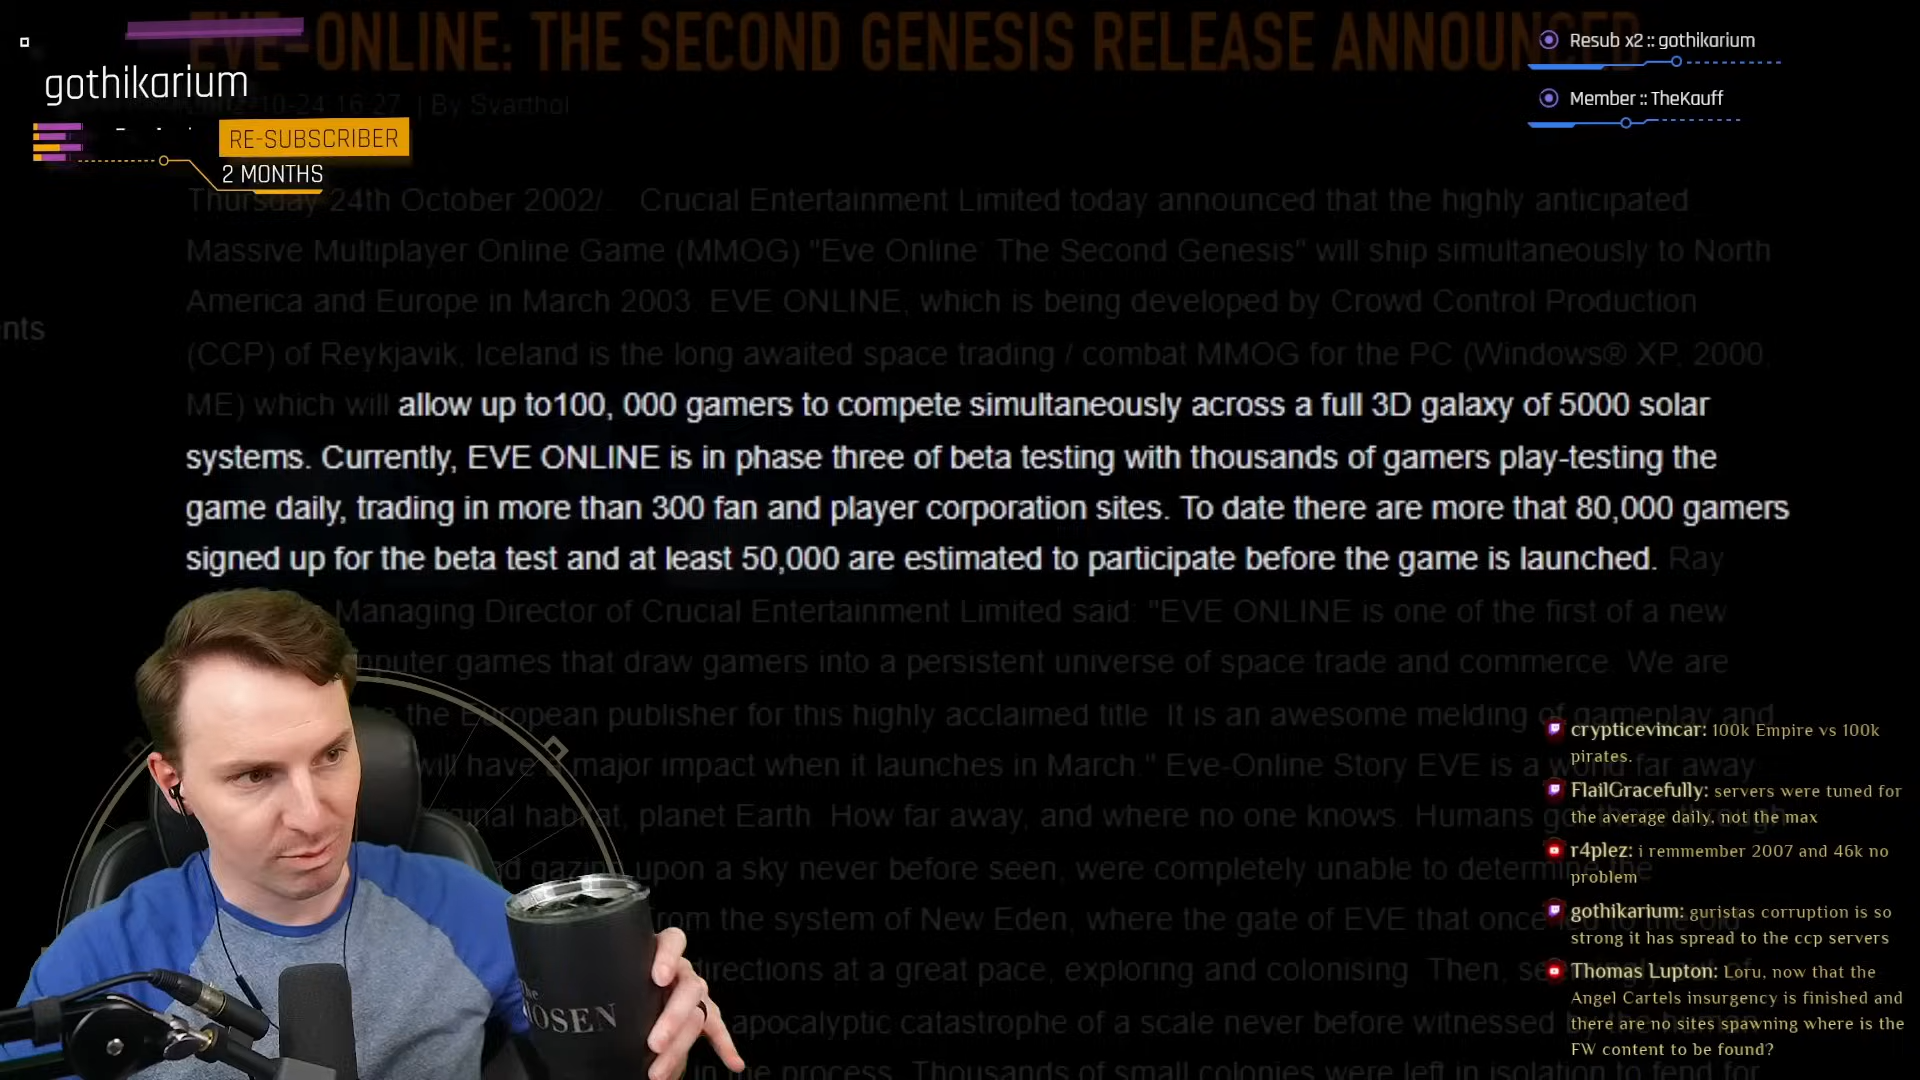 EVE-ONLINE: THE SECOND GENESIS RELEASE ANNOUNCED
-10-24 16:27 | By Svarthol
gothikarium
RE-SUBSCRIBER
2 MONTHS
Resub x2 :: gothikarium
Member :: TheKauff
Thursday 24th October 2002/. Crucial Entertainment Limited today announced that the highly anticipated
Massive Multiplayer Online Game (MMOG) "Eve Online The Second Genesis" will ship simultaneously to North
America and Europe in March 2003 EVE ONLINE, which is being developed by Crowd Control Production
nts
(CCP) of Reykjavik, Iceland is the long awaited space trading / combat MMOG for the PC (Windows® XP, 2000,
ME) which will allow up to100, 000 gamers to compete simultaneously across a full 3D galaxy of 5000 solar
systems. Currently, EVE ONLINE is in phase three of beta testing with thousands of gamers play-testing the
game daily, trading in more than 300 fan and player corporation sites. To date there are more that 80,000 gamers
signed up for the beta test and at least 50,000 are estimated to participate before the game is launched. Ray
Managing Director of Crucial Entertainment Limited said: "EVE ONLINE is one of the first of a new
mputer games that draw gamers into a persistent universe of space trade and commerce. We are
the European publisher for this highly acclaimed title. It is an awesome melding of gameplay and
will have a major impact when it launches in March." Eve-Online Story EVE is a world far away
ginal habitat, planet Earth. How far away, and where no one knows. Humans got there through
d gazing upon a sky never before seen, were completely unable to determine the
from the system of New Eden, where the gate of EVE that once led to the old
directions at a great pace, exploring and colonising. Then,
apocalyptic catastrophe of a scale never before witnessed by the human
in the process. Thousands of small colonies were left in isolation to fend for
crypticevincar: 100k Empire vs 100k
pirates.
FlailGracefully: servers were tuned for
the average daily, not the max
r4plez: i remmember 2007 and 46k no
problem
gothikarium: guristas corruption is so
strong it has spread to the ccp servers
Thomas Lupton: Loru, now that the
Angel Cartels insurgency is finished and
there are no sites spawning where is the
FW content to be found?
The
HOSEN